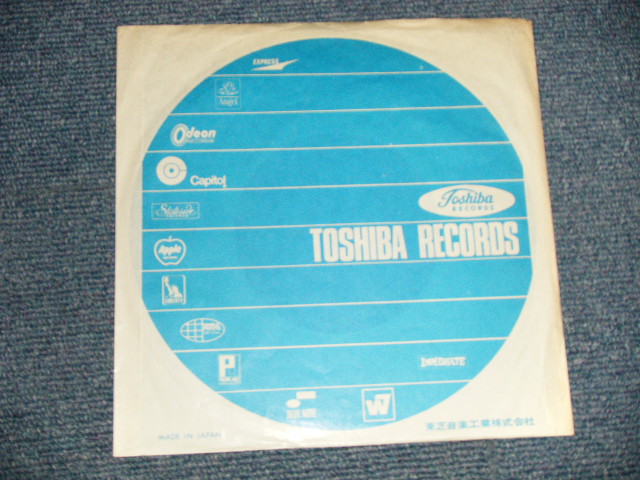 EXPRESS
Angel
Odeon
Capitol
Toshiba
RECORDS
TOSHIBA RECORDS
Apple
LIBERTY
IMMEDIATE
BLUE NOTE
MADE IN JAPAN
東芝音楽工業株式会社